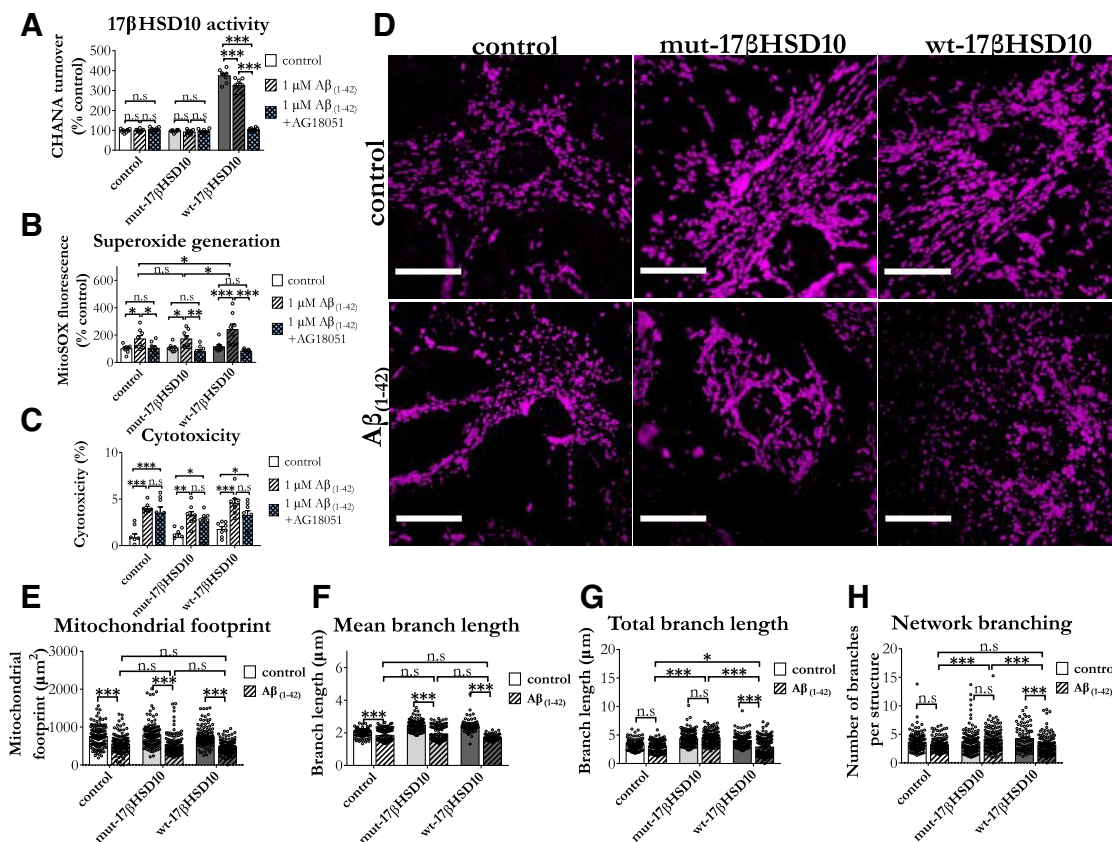 A
17βHSD10 activity
CHANA turnover
(% control)
500
400
300
200
100
0
***
***
***
n.s
n.s
n.s
n.s
n.s
n.s
control
mut-17βHSD10
wt-17βHSD10
control
1 μM Aβ(1-42)
1 μM Aβ(1-42)
+AG18051
B
Superoxide generation
MitoSOX fluorescence
(% control)
600
400
200
0
*
n.s
*
n.s
n.s
n.s
*
*
*
**
***
***
control
mut-17βHSD10
wt-17βHSD10
control
1 μM Aβ(1-42)
1 μM Aβ(1-42)
+AG18051
C
Cytotoxicity
Cytotoxicity (%)
10
5
0
***
***
n.s
*
**
n.s
*
***
n.s
control
mut-17βHSD10
wt-17βHSD10
control
1 μM Aβ(1-42)
1 μM Aβ(1-42)
+AG18051
D
control
mut-17βHSD10
wt-17βHSD10
control
Aβ(1-42)
E
Mitochondrial footprint
Mitochondrial
footprint (μm²)
3000
2000
1000
0
n.s
n.s
n.s
***
***
***
control
mut-17βHSD10
wt-17βHSD10
control
Aβ(1-42)
F
Mean branch length
Branch length (μm)
6
4
2
0
n.s
n.s
n.s
***
***
***
control
mut-17βHSD10
wt-17βHSD10
control
Aβ(1-42)
G
Total branch length
Branch length (μm)
20
15
10
5
0
*
***
***
n.s
n.s
***
control
mut-17βHSD10
wt-17βHSD10
control
Aβ(1-42)
H
Network branching
Number of branches
per structure
20
15
10
5
0
n.s
***
***
n.s
n.s
***
control
mut-17βHSD10
wt-17βHSD10
contro
Aβ(1-42)